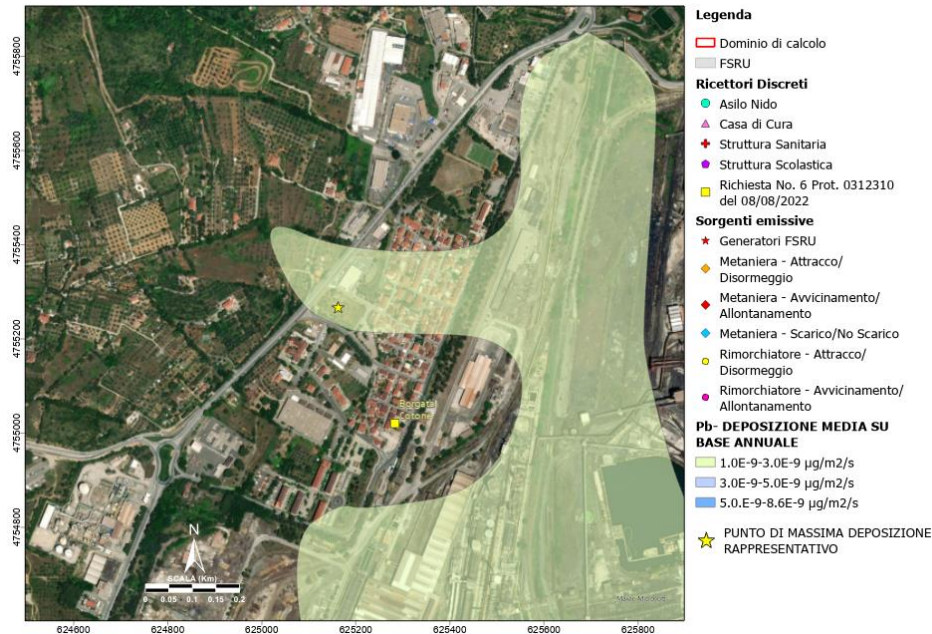 Legenda
Dominio di calcolo
FSRU
Ricettori Discreti
Asilo Nido
Casa di Cura
Struttura Sanitaria
Struttura Scolastica
Richiesta No. 6 Prot. 0312310
del 08/08/2022
Sorgenti emissive
Generatori FSRU
Metaniera - Attracco/
Disormeggio
Metaniera - Avvicinamento/
Allontanamento
Metaniera - Scarico/No Scarico
Rimorchiatore - Attracco/
Disormeggio
Rimorchiatore - Avvicinamento/
Allontanamento
Pb- DEPOSIZIONE MEDIA SU
BASE ANNUALE
1.0E-9-3.0E-9 µg/m2/s
3.0E-9-5.0E-9 µg/m2/s
5.0.E-9-8.6E-9 µg/m2/s
PUNTO DI MASSIMA DEPOSIZIONE
RAPPRESENTATIVO
4755800
4755600
4755400
4755200
4755000
4754800
Borgata
Cotone
N
SCALA (Km)
0 0.05 0.1 0.15 0.2
624600 624800 625000 625200 625400 625600 625800